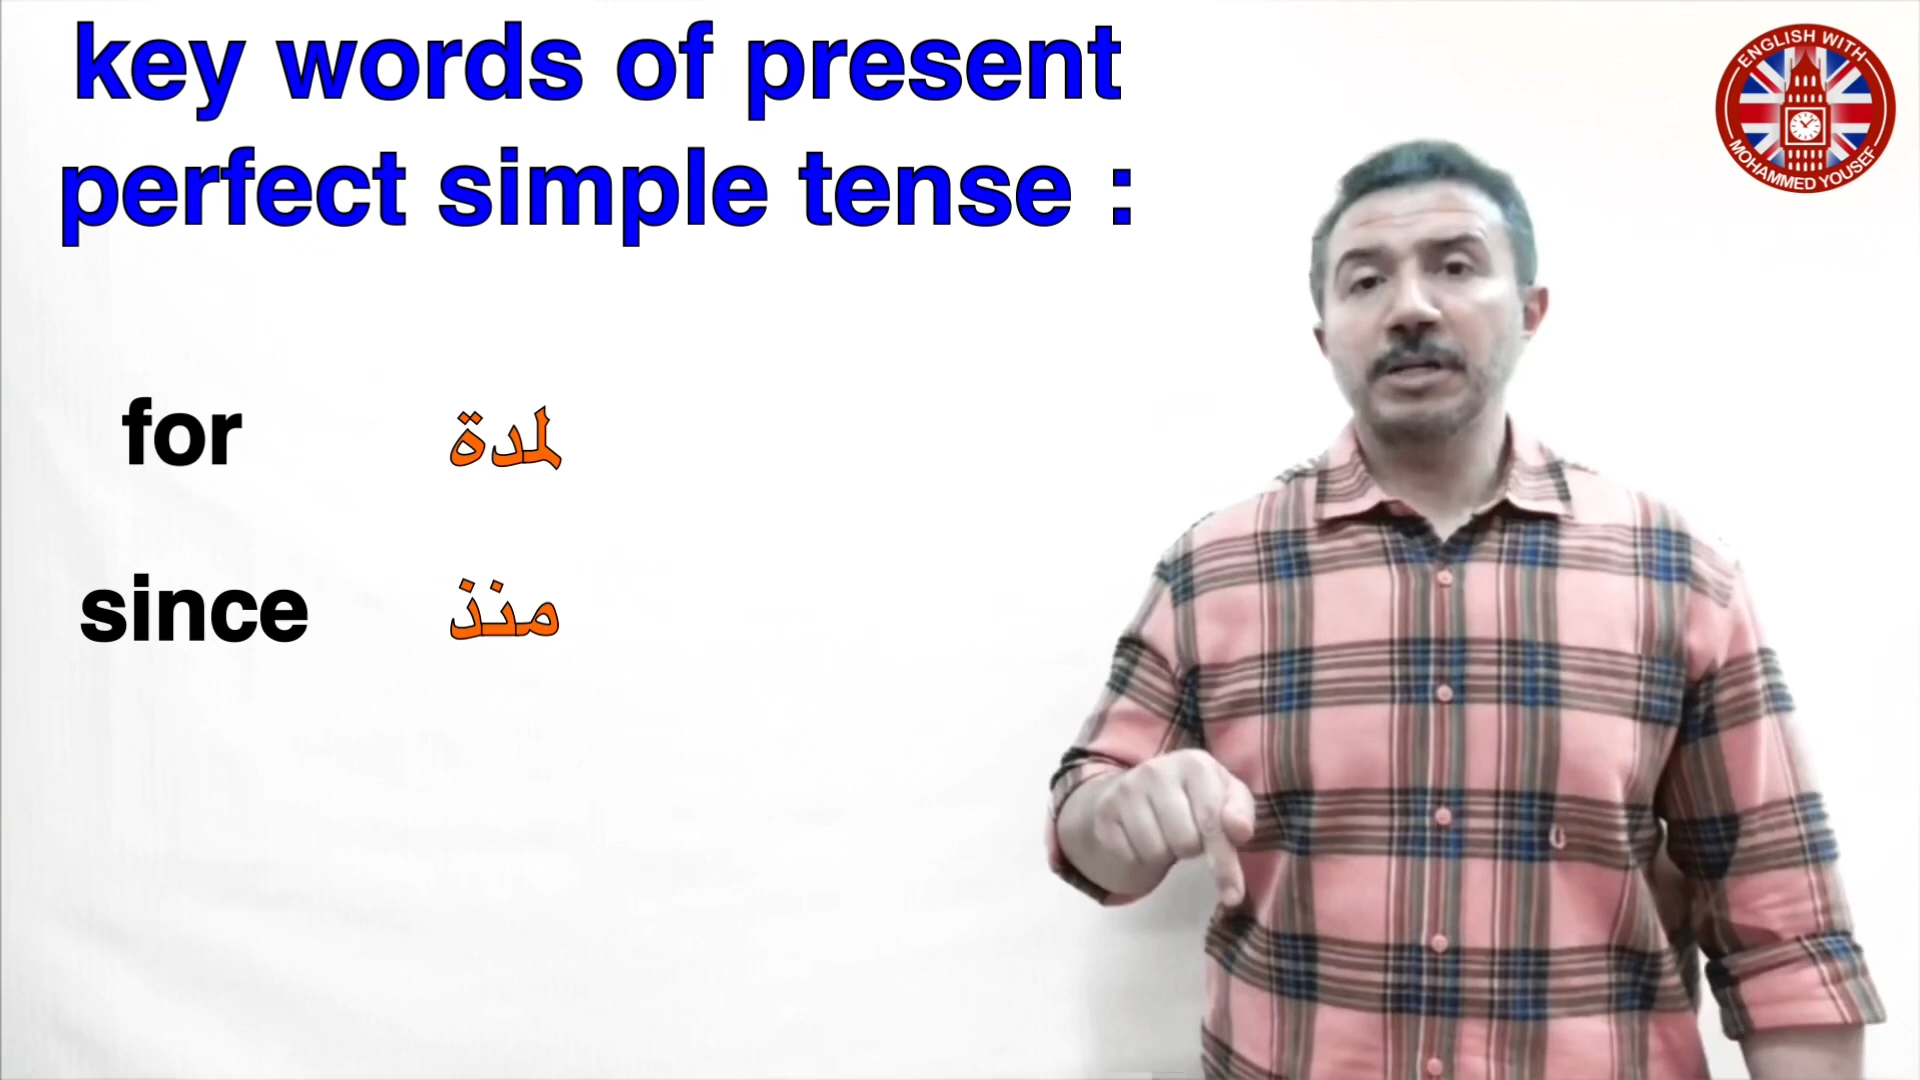 key words of present
perfect simple tense :
for لمدة
since منذ
ENGLISH WITH
MOHAMMED YOUSEF